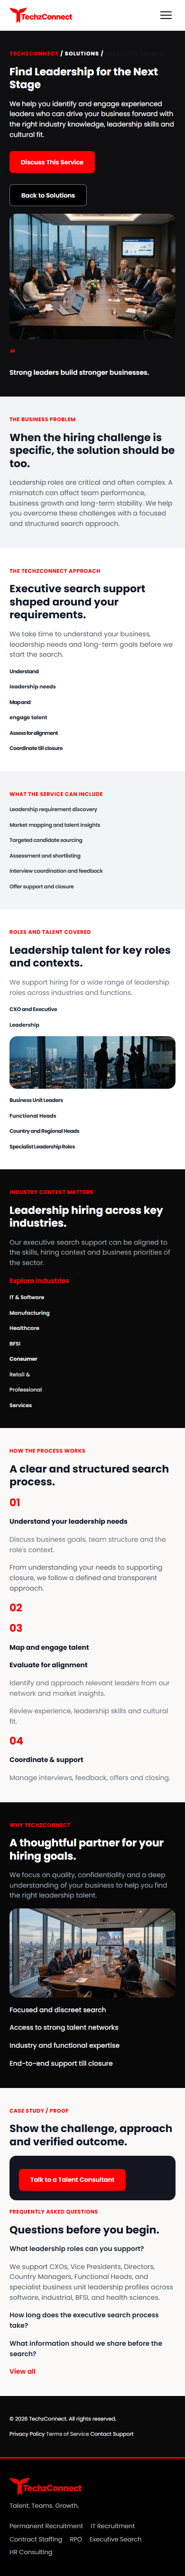 TechzConnect
TECHZCONNECT / SOLUTIONS /
Find Leadership for the Next
Stage
We help you identify and engage experienced
leaders who can drive your business forward with
the right industry knowledge, leadership skills and
cultural fit.
Discuss This Service
Back to Solutions
Strong leaders build stronger businesses.
THE BUSINESS PROBLEM
When the hiring challenge is
specific, the solution should be
too.
Leadership roles are critical and often complex. A
mismatch can affect team performance,
business growth and long-term stability. We help
you overcome these challenges with a focused
and structured search approach.
THE TECHZCONNECT APPROACH
Executive search support
shaped around your
requirements.
We take time to understand your business,
leadership needs and long-term goals before we
start the search.
Understand
leadership needs
Map and
engage talent
Assess for alignment
Coordinate till closure
WHAT THE SERVICE CAN INCLUDE
Leadership requirement discovery
Market mapping and talent insights
Targeted candidate sourcing
Assessment and shortlisting
Interview coordination and feedback
Offer support and closure
ROLES AND TALENT COVERED
Leadership talent for key roles
and contexts.
We support hiring for a wide range of leadership
roles across industries and functions.
CXO and Executive
Leadership
Business Unit Leaders
Functional Heads
Country and Regional Heads
Specialist Leadership Roles
INDUSTRY CONTEXT MATTERS
Leadership hiring across key
industries.
Our executive search support can be aligned to
the skills, hiring context and business priorities of
the sector.
Explore industries
IT & Software
Manufacturing
Healthcare
BFSI
Consumer
Retail &
Professional
Services
HOW THE PROCESS WORKS
A clear and structured search
process.
01
Understand your leadership needs
Discuss business goals, team structure and the
role's context.
From understanding your needs to supporting
closure, we follow a defined and transparent
approach.
02
03
Map and engage talent
Evaluate for alignment
Identify and approach relevant leaders from our
network and market insights.
Review experience, leadership skills and cultural
fit.
04
Coordinate & support
Manage interviews, feedback, offers and closing.
WHY TECHZCONNECT
A thoughtful partner for your
hiring goals.
We focus on quality, confidentiality and a deep
understanding of your business to help you find
the right leadership talent.
Focused and discreet search
Access to strong talent networks
Industry and functional expertise
End-to-end support till closure
CASE STUDY / PROOF
Show the challenge, approach
and verified outcome.
Talk to a Talent Consultant
FREQUENTLY ASKED QUESTIONS
Questions before you begin.
What leadership roles can you support?
We support CXOs, Vice Presidents, Directors,
Country Managers, Functional Heads, and
specialist business unit leadership profiles across
software, industrial, BFSI, and health sciences.
How long does the executive search process
take?
What information should we share before the
search?
View all
© 2026 TechzConnect. All rights reserved.
Privacy Policy Terms of Service Contact Support
TechzConnect
Talent. Teams. Growth.
Permanent Recruitment IT Recruitment
Contract Staffing RPO Executive Search
HR Consulting